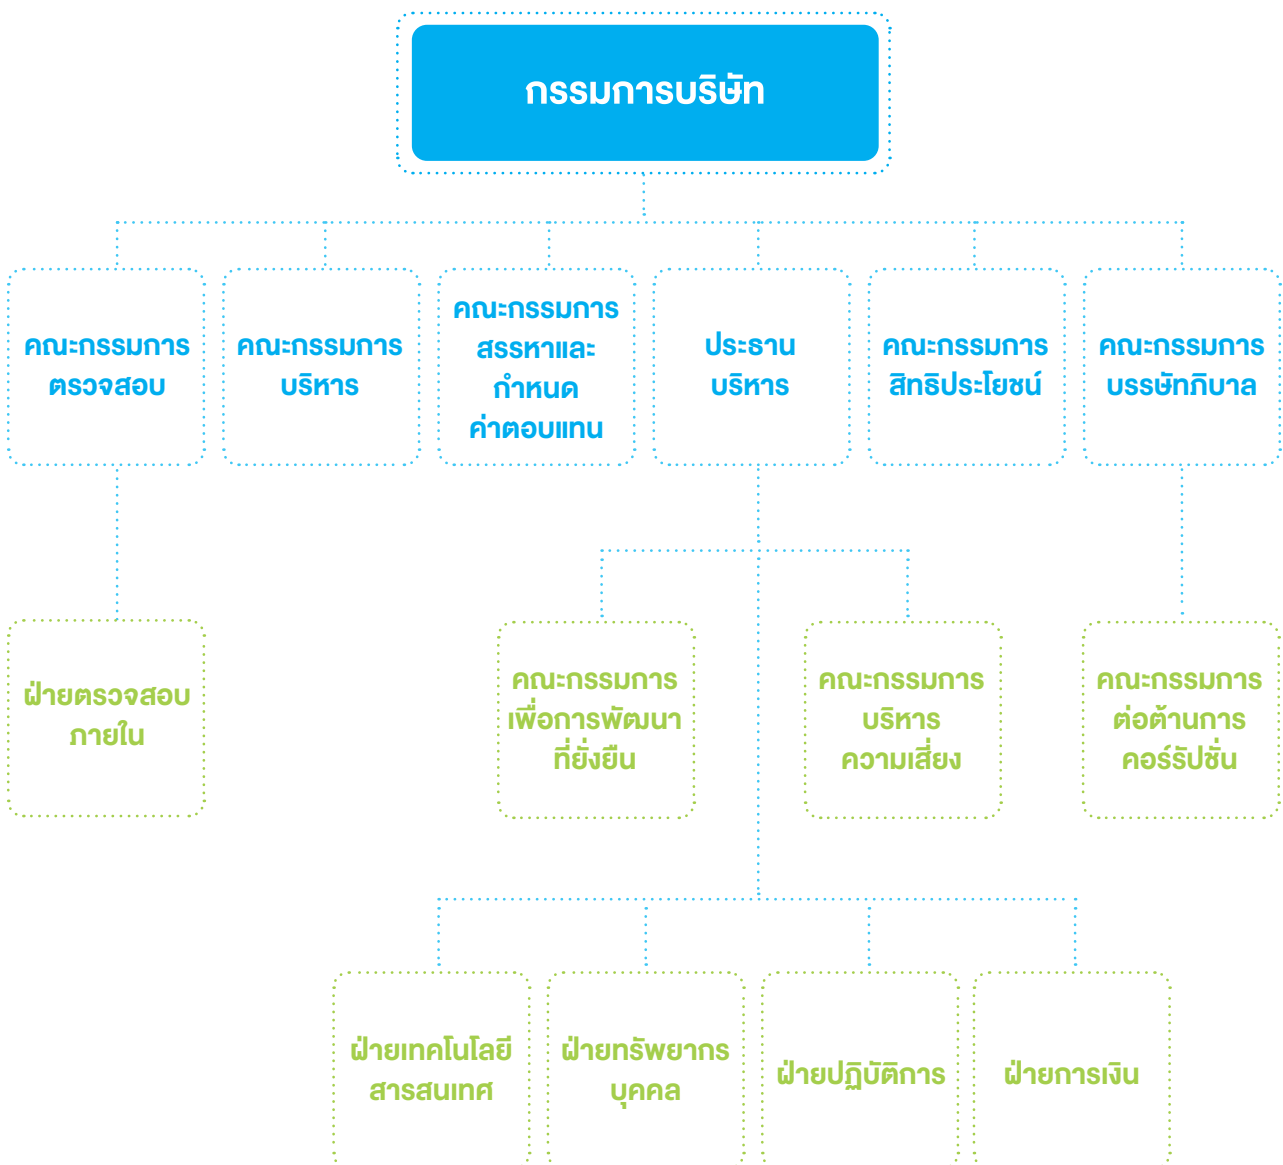 กรรมการบริษัท
คณะกรรมการ
ตรวจสอบ
คณะกรรมการ
บริหาร
คณะกรรมการ
สรรหาและ
กำหนด
ค่าตอบแทน
ประธาน
บริหาร
คณะกรรมการ
สิทธิประโยชน์
คณะกรรมการ
บรรษัทภิบาล
ฝ่ายตรวจสอบ
ภายใน
คณะกรรมการ
เพื่อการพัฒนา
ที่ยั่งยืน
คณะกรรมการ
บริหาร
ความเสี่ยง
คณะกรรมการ
ต่อต้านการ
คอร์รัปชั่น
ฝ่ายเทคโนโลยี
สารสนเทศ
ฝ่ายทรัพยากร
บุคคล
ฝ่ายปฏิบัติการ
ฝ่ายการเงิน